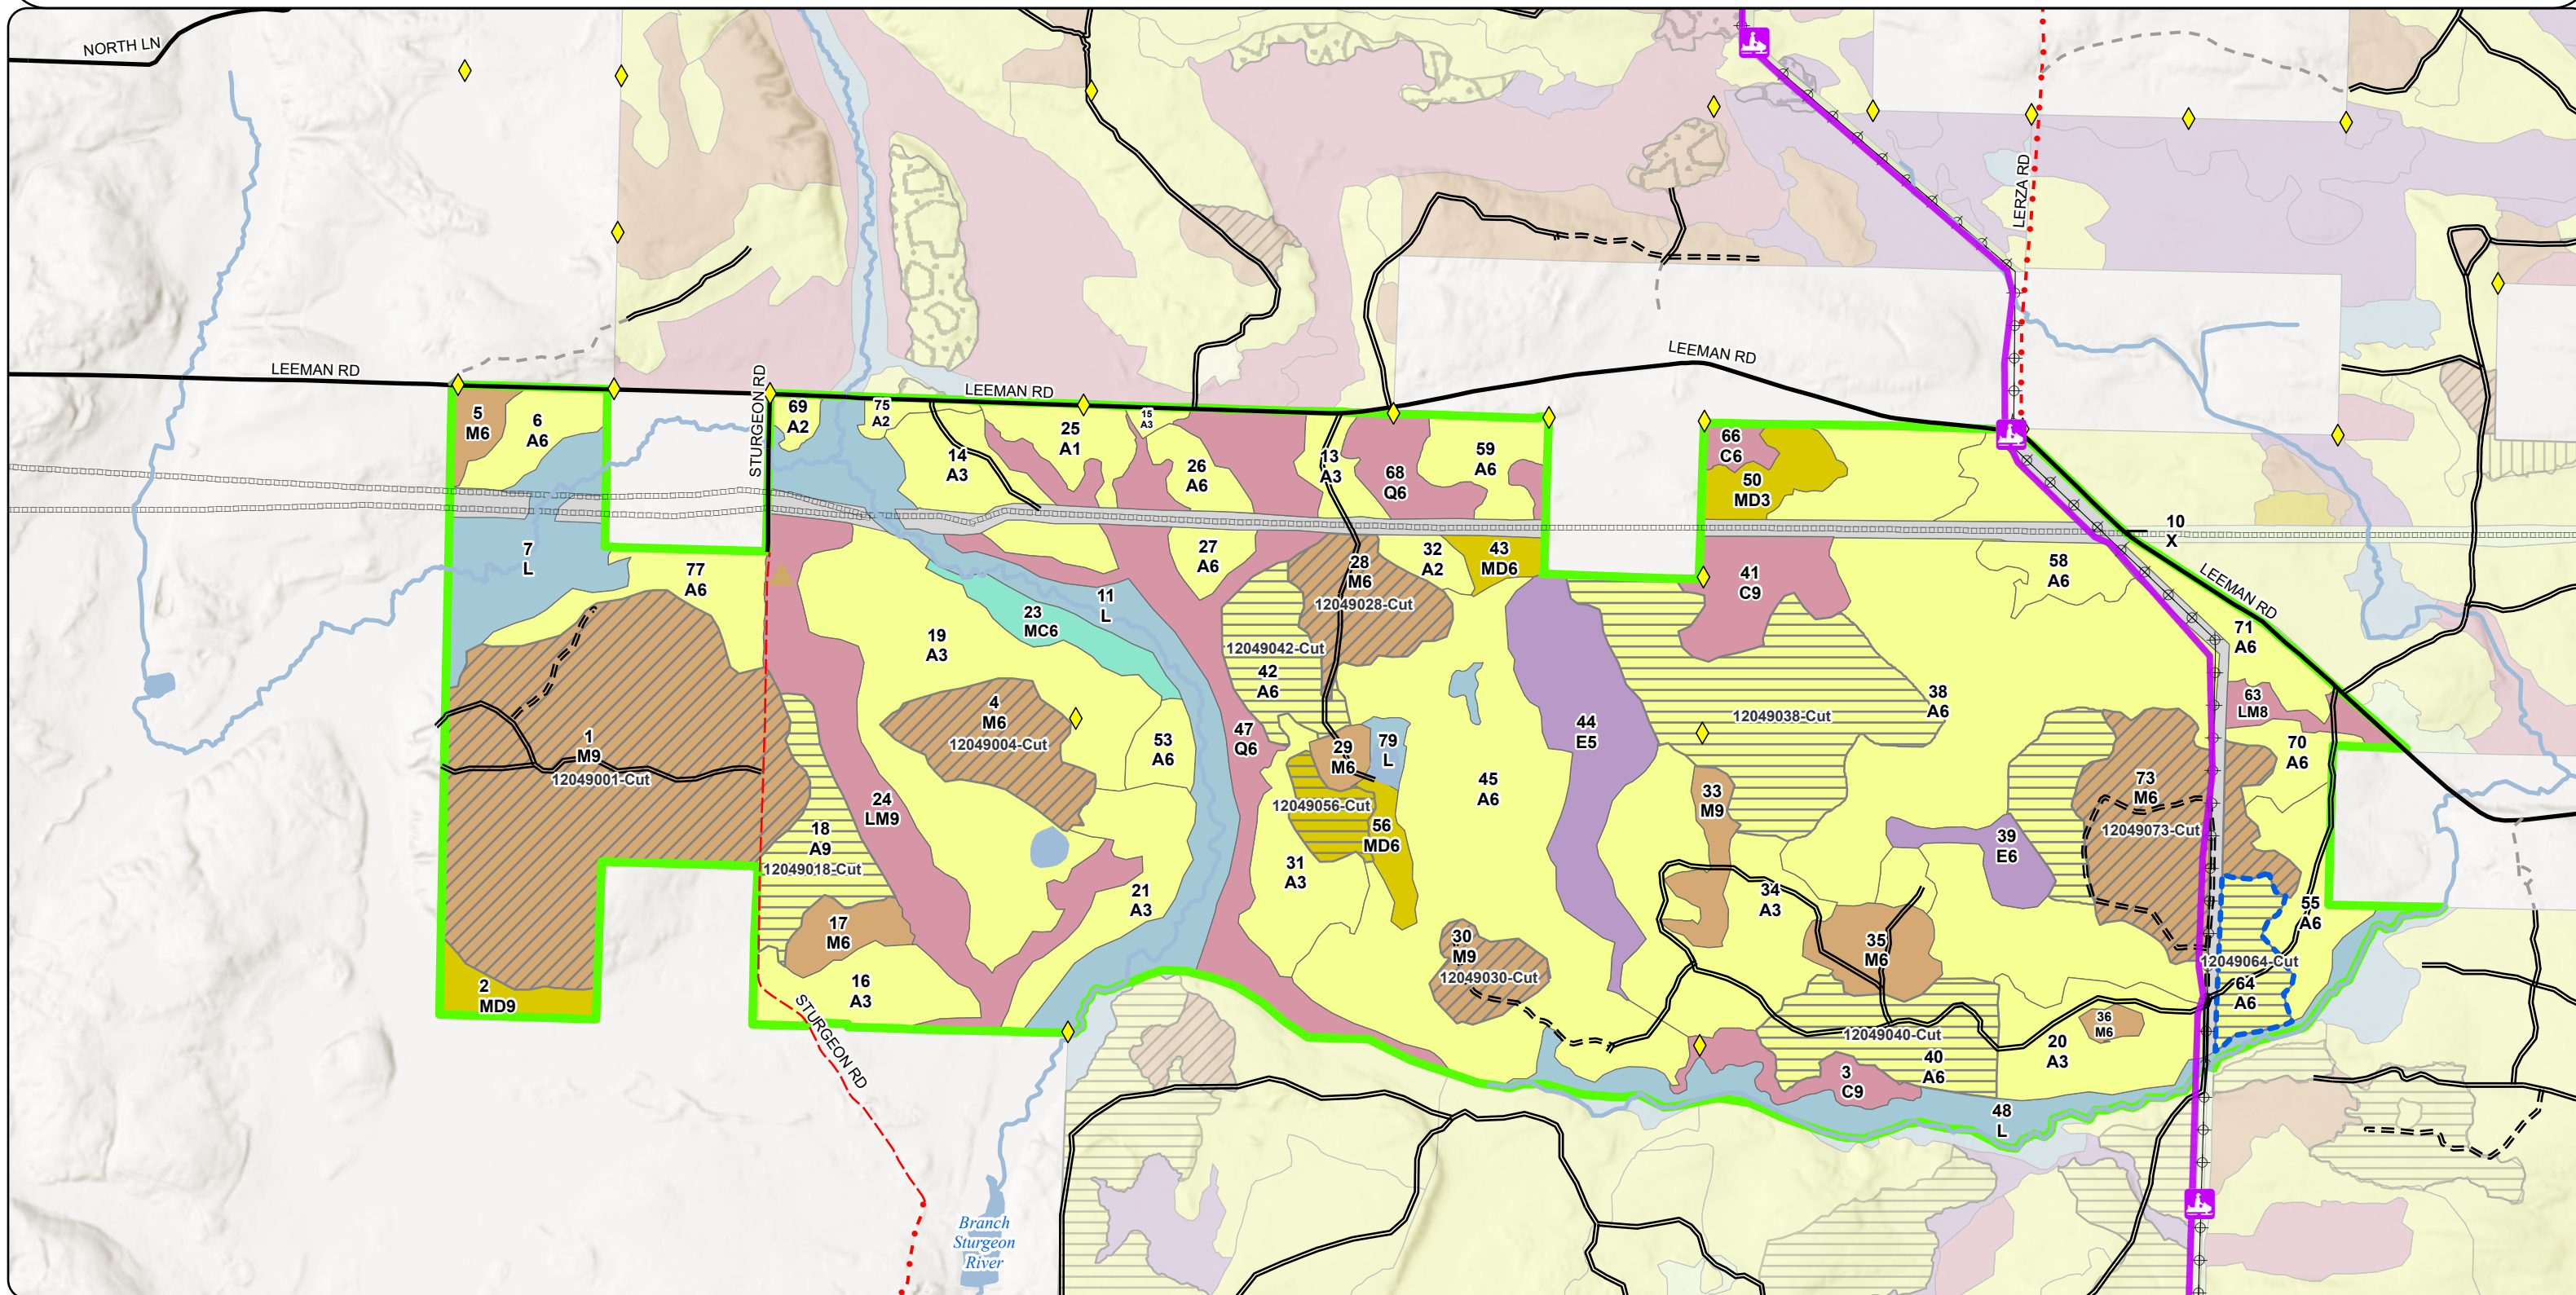 NORTH LN
LERZA RD
LEEMAN RD
LEEMAN RD
LEEMAN RD
STURGEON RD
5
M6
6
A6
69
A2
75
A2
14
A3
25
A1
15
A3
26
A6
13
A3
68
Q6
59
A6
66
C6
50
MD3
10
X
7
L
77
A6
27
A6
28
M6
12049028-Cut
32
A2
43
MD6
41
C9
58
A6
LEEMAN RD
11
L
23
MC6
19
A3
12049042-Cut
42
A6
71
A6
63
LM8
38
A6
12049038-Cut
4
M6
12049004-Cut
53
A6
47
Q6
44
E5
1
M9
12049001-Cut
29
M6
79
L
70
A6
45
A6
33
M9
73
M6
12049073-Cut
24
LM9
12049056-Cut
56
MD6
18
A9
12049018-Cut
39
E6
31
A3
21
A3
34
A3
55
A6
17
M6
35
M6
30
M9
12049030-Cut
12049064-Cut
64
A6
2
MD9
16
A3
STURGEON RD
36
M6
12049040-Cut
40
A6
20
A3
3
C9
48
L
Branch
Sturgeon
River